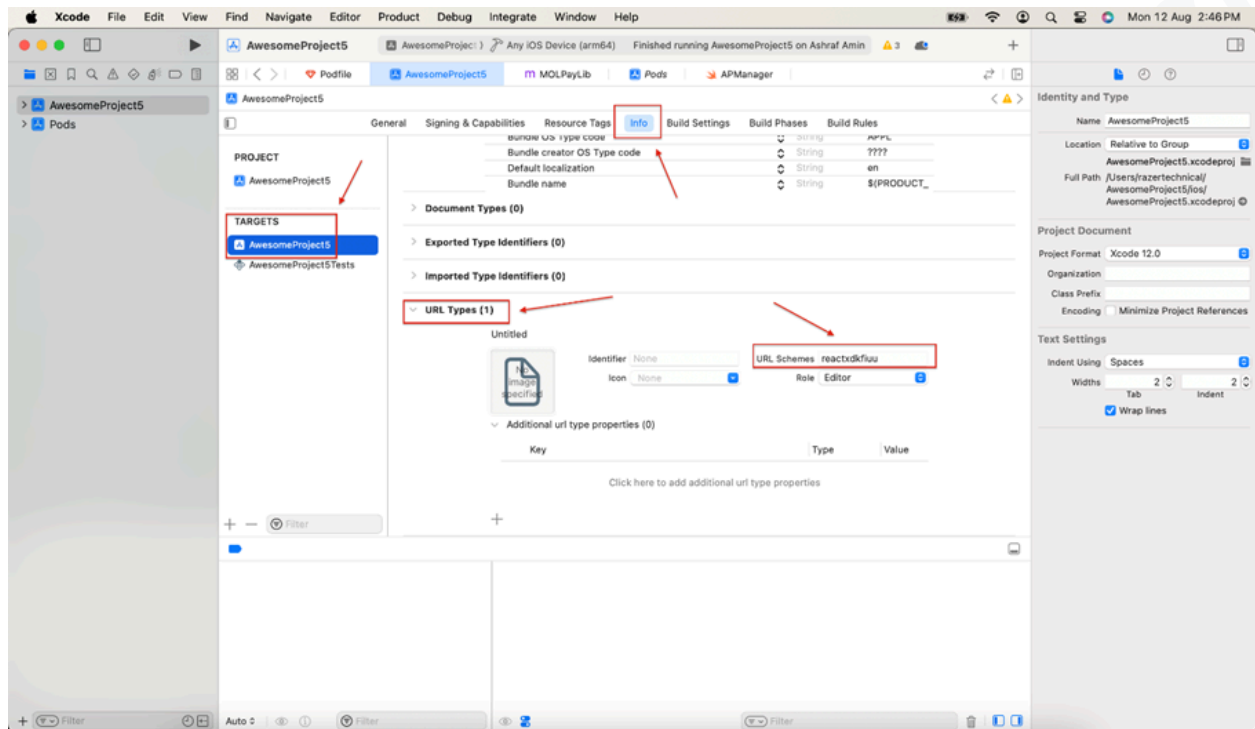 Xcode File Edit View Find Navigate Editor Product Debug Integrate Window Help Mon 12 Aug 2:46 PM
AwesomeProject5 AwesomeProject5 ) Any iOS Device (arm64) Finished running AwesomeProject5 on Ashraf Amin 3
Podfile AwesomeProject5 MOLPayLib Pods APManager
AwesomeProject5
Pods
AwesomeProject5
General Signing & Capabilities Resource Tags Info Build Settings Build Phases Build Rules
PROJECT
AwesomeProject5
TARGETS
AwesomeProject5
AwesomeProject5Tests
Filter
Bundle OS Type code String APPL
Bundle creator OS Type code String ????
Default localization String en
Bundle name String $(PRODUCT_
Document Types (0)
Exported Type Identifiers (0)
Imported Type Identifiers (0)
URL Types (1)
Untitled
No image specified
Identifier None URL Schemes reactxdkfiuu
Icon None Role Editor
Additional url type properties (0)
Key Type Value
Click here to add additional url type properties
Identity and Type
Name AwesomeProject5
Location Relative to Group
AwesomeProject5.xcodeproj
Full Path /Users/razertechnical/
AwesomeProject5/ios/
AwesomeProject5.xcodeproj
Project Document
Project Format Xcode 12.0
Organization
Class Prefix
Encoding Minimize Project References
Text Settings
Indent Using Spaces
Widths 2 2
Tab Indent
Wrap lines
Filter Auto Filter Filter